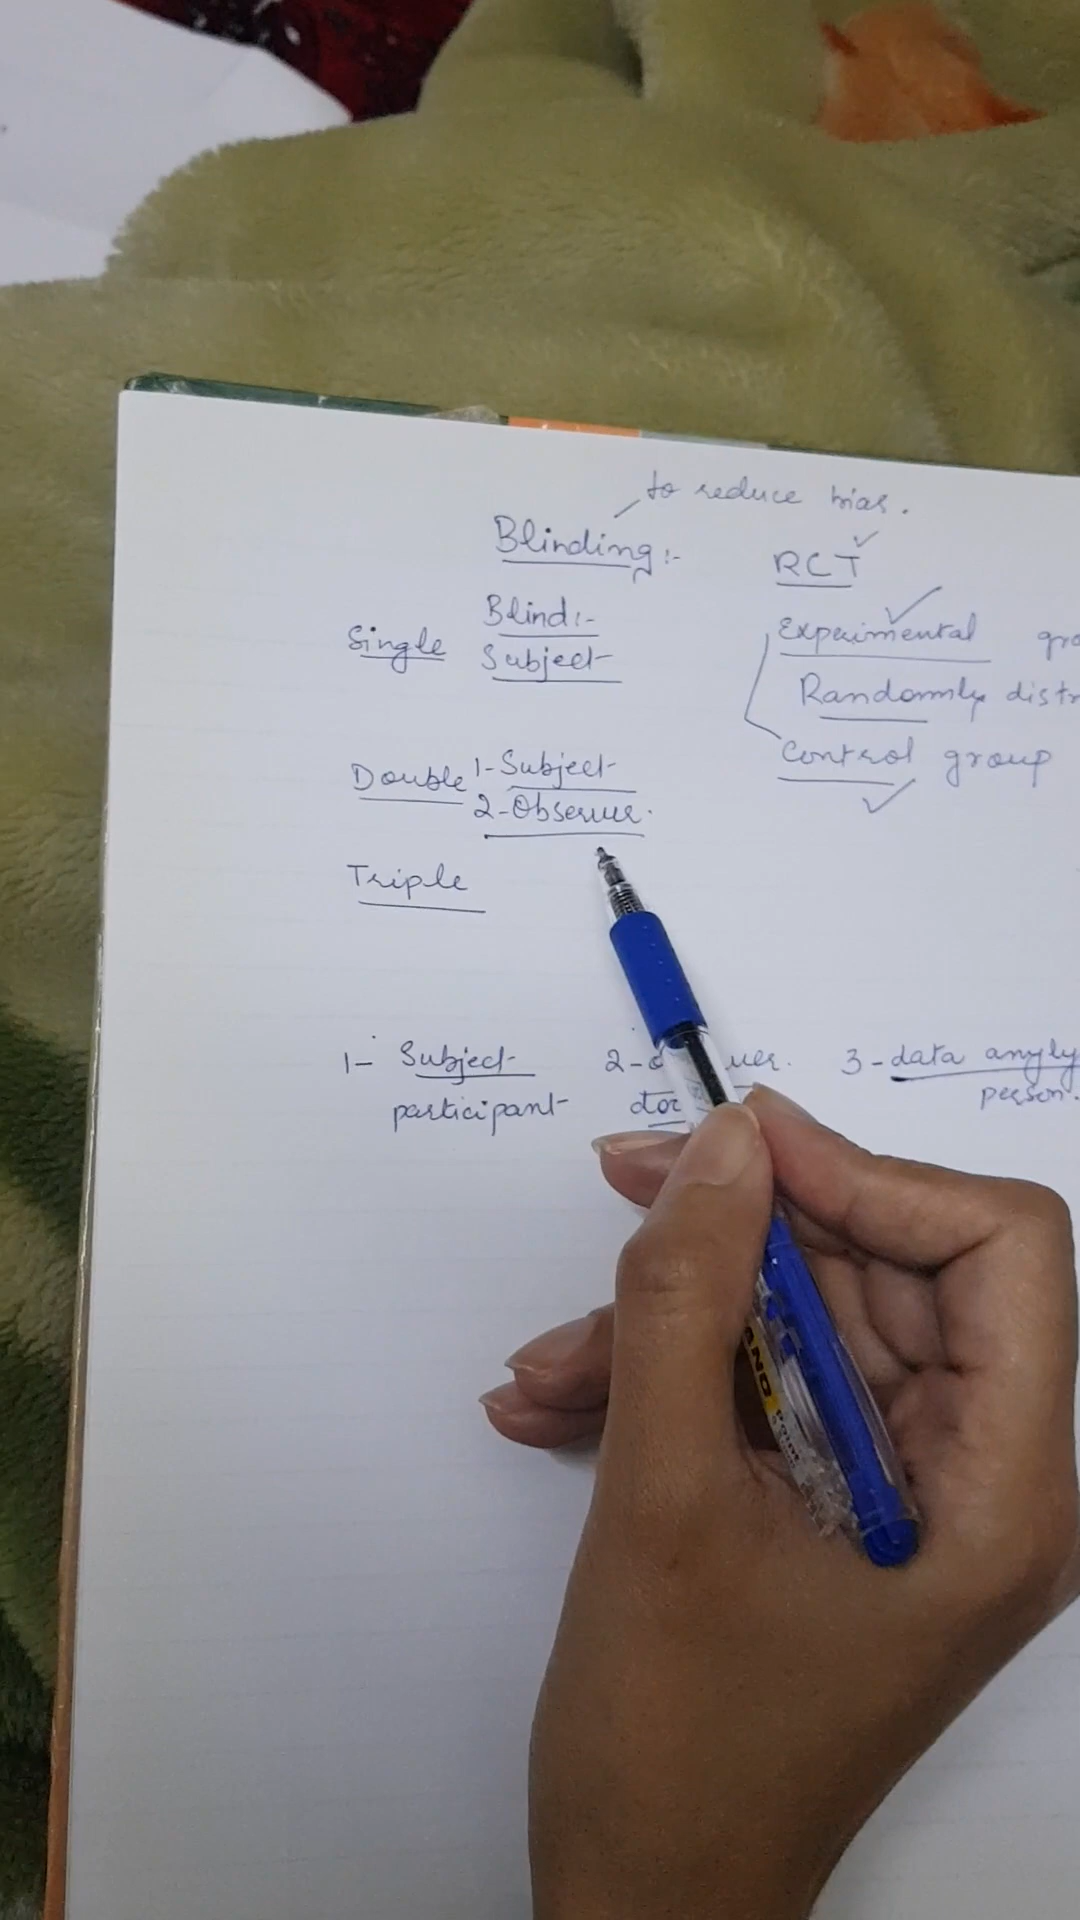 to reduce bias.
Blinding:-
RCT
Blind:-
Single Subject
Experimental
Randomly
Control group
Double 1-Subject
2-Observer.
Triple
1- Subject 2- 3-data
participant person.